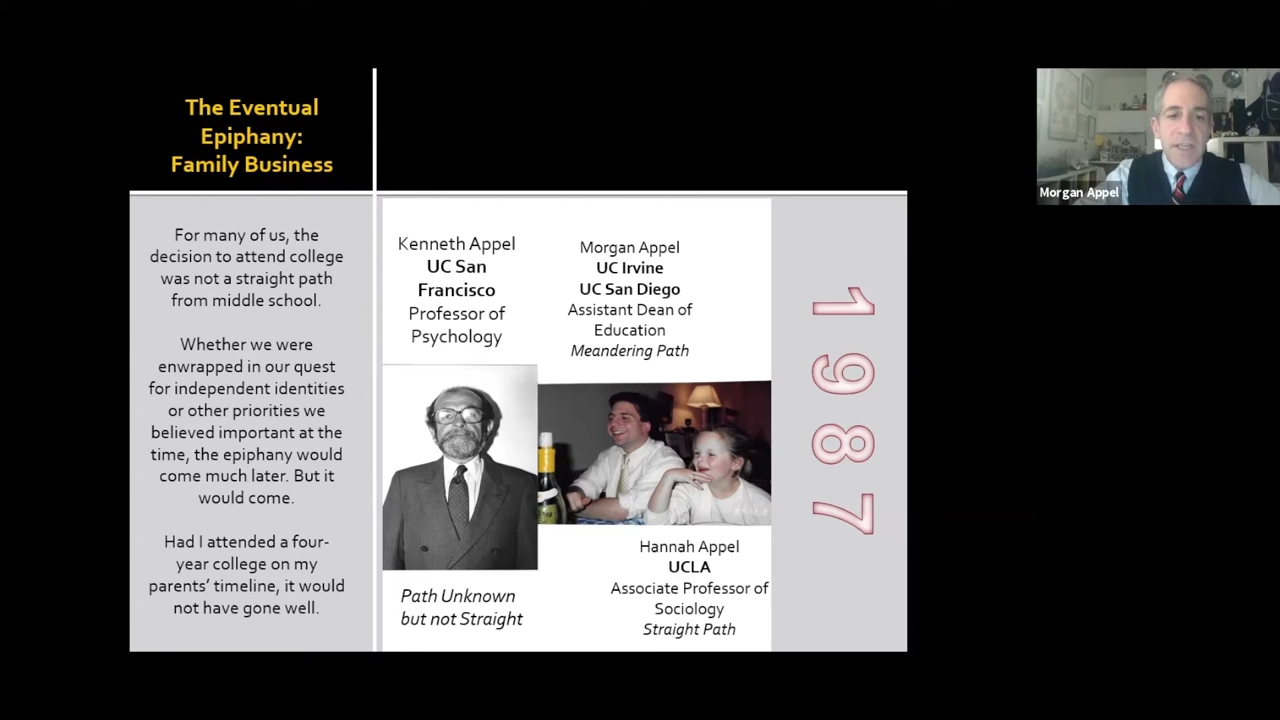 The Eventual
Epiphany:
Family Business
For many of us, the
decision to attend college
was not a straight path
from middle school.
Whether we were
enwrapped in our quest
for independent identities
or other priorities we
believed important at the
time, the epiphany would
come much later. But it
would come.
Had I attended a four-
year college on my
parents’ timeline, it would
not have gone well.
Kenneth Appel
UC San
Francisco
Professor of
Psychology
Path Unknown
but not Straight
Morgan Appel
UC Irvine
UC San Diego
Assistant Dean of
Education
Meandering Path
Hannah Appel
UCLA
Associate Professor of
Sociology
Straight Path
1987
Morgan Appel